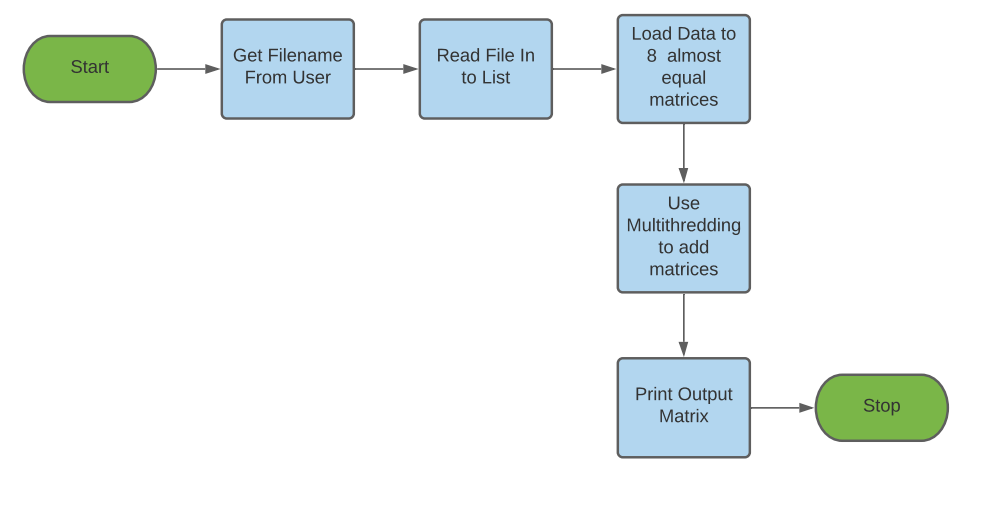 Start
Get Filename
From User
Read File In
to List
Load Data to
8  almost
equal
matrices
Use
Multithredding
to add
matrices
Print Output
Matrix
Stop